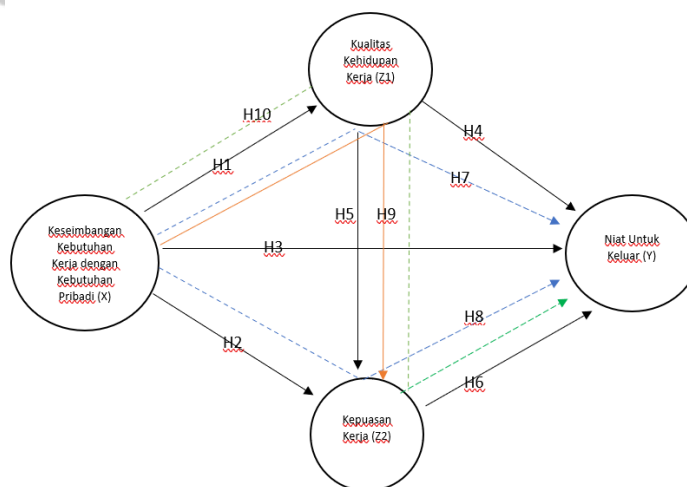 Kualitas
Kehidupan
Kerja (Z1)
H10
H4
H1
H7
Keseimbangan
Kebutuhan
Kerja dengan
Kebutuhan
Pribadi (X)
H5
H9
H3
Niat Untuk
Keluar (Y)
H2
H8
H6
Kepuasan
Kerja (Z2)